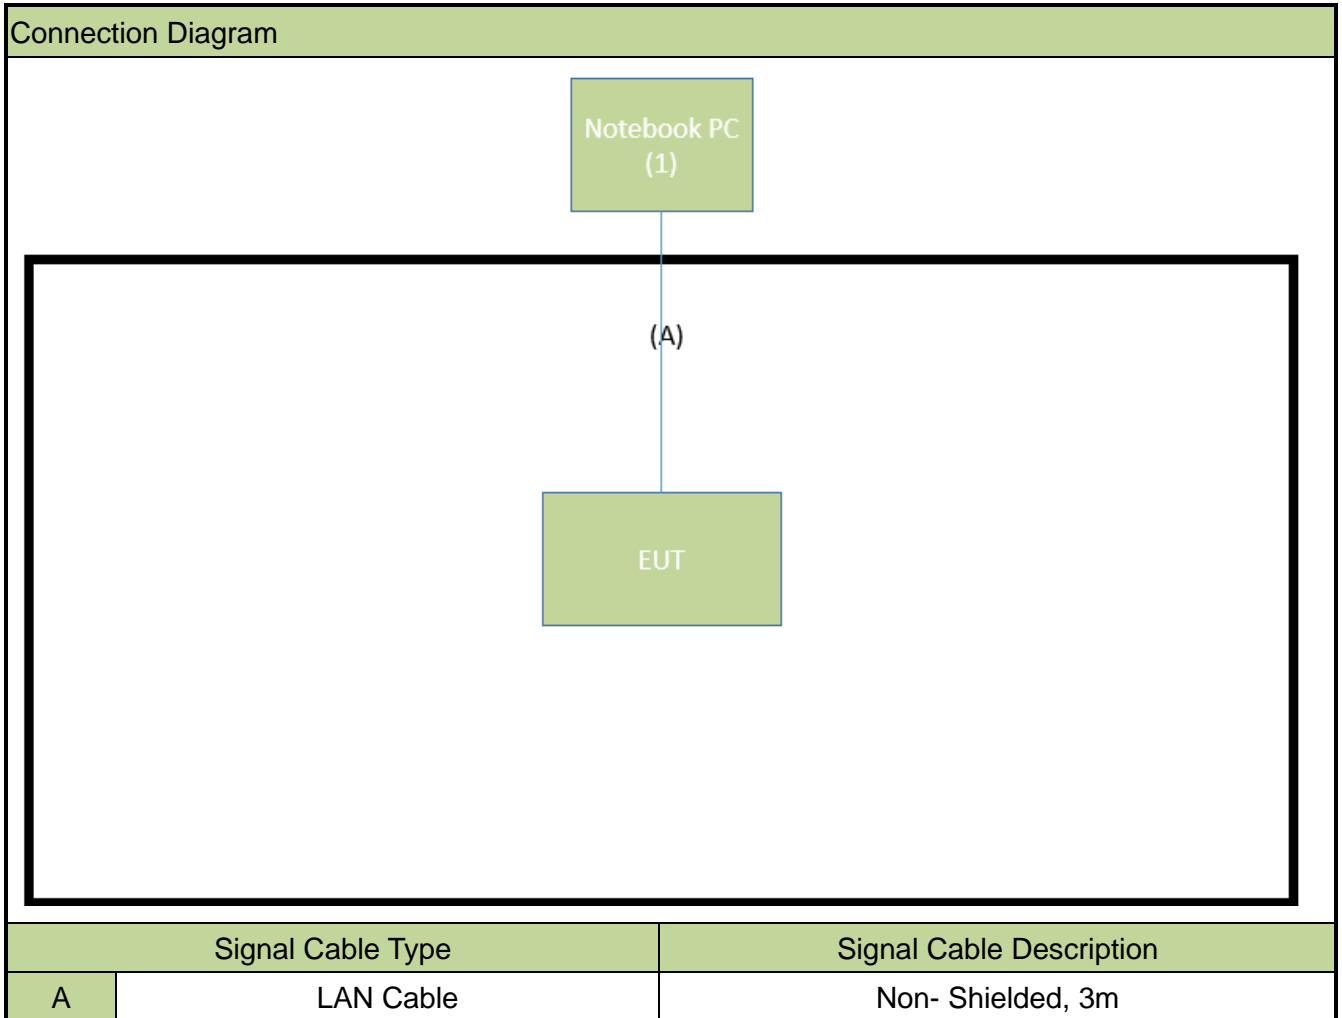 Connection Diagram
Notebook PC
(1)
(A)
EUT
Signal Cable Type Signal Cable Description
A LAN Cable Non- Shielded, 3m